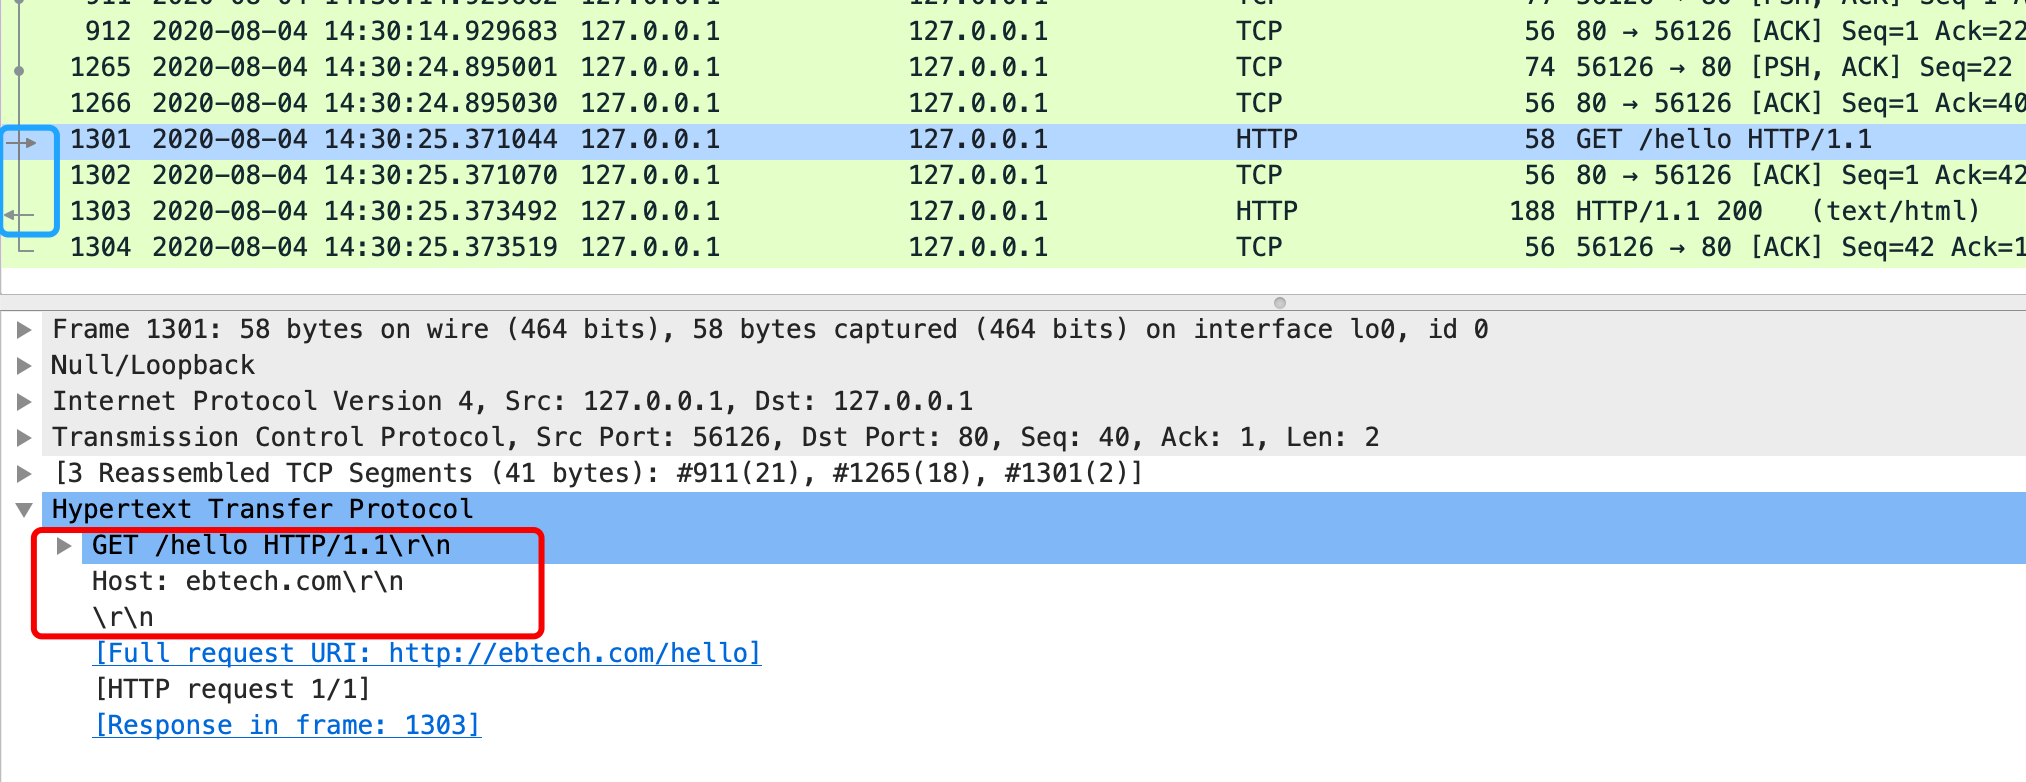 911 2020-08-04 14:30:14.929662 127.0.0.1 127.0.0.1 TCP 77 56126 → 80 [PSH, ACK] Seq=1
912 2020-08-04 14:30:14.929683 127.0.0.1 127.0.0.1 TCP 56 80 → 56126 [ACK] Seq=1 Ack=22
1265 2020-08-04 14:30:24.895001 127.0.0.1 127.0.0.1 TCP 74 56126 → 80 [PSH, ACK] Seq=22
1266 2020-08-04 14:30:24.895030 127.0.0.1 127.0.0.1 TCP 56 80 → 56126 [ACK] Seq=1 Ack=40
1301 2020-08-04 14:30:25.371044 127.0.0.1 127.0.0.1 HTTP 58 GET /hello HTTP/1.1
1302 2020-08-04 14:30:25.371070 127.0.0.1 127.0.0.1 TCP 56 80 → 56126 [ACK] Seq=1 Ack=42
1303 2020-08-04 14:30:25.373492 127.0.0.1 127.0.0.1 HTTP 188 HTTP/1.1 200 (text/html)
1304 2020-08-04 14:30:25.373519 127.0.0.1 127.0.0.1 TCP 56 56126 → 80 [ACK] Seq=42 Ack=1
Frame 1301: 58 bytes on wire (464 bits), 58 bytes captured (464 bits) on interface lo0, id 0
Null/Loopback
Internet Protocol Version 4, Src: 127.0.0.1, Dst: 127.0.0.1
Transmission Control Protocol, Src Port: 56126, Dst Port: 80, Seq: 40, Ack: 1, Len: 2
[3 Reassembled TCP Segments (41 bytes): #911(21), #1265(18), #1301(2)]
Hypertext Transfer Protocol
GET /hello HTTP/1.1\r\n
Host: ebtech.com\r\n
\r\n
[Full request URI: http://ebtech.com/hello]
[HTTP request 1/1]
[Response in frame: 1303]